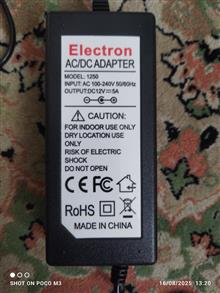 Electron
AC/DC ADAPTER
MODEL: 1250
INPUT: AC 100-240V 50/60Hz
OUTPUT:DC12V⎓5A
CAUTION:
FOR INDOOR USE ONLY
DRY LOCATION USE
ONLY
RISK OF ELECTRIC
SHOCK
DO NOT OPEN
CE FC
RoHS
MADE IN CHINA
SHOT ON POCO M3
16/08/2025 13:20